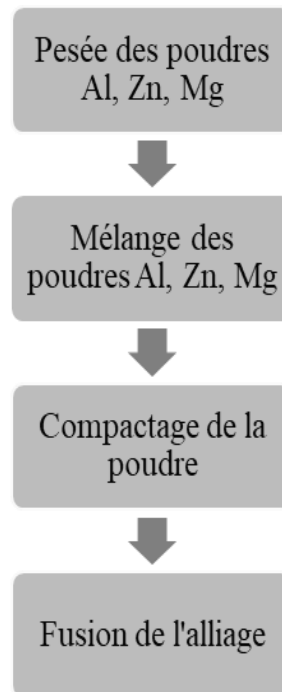 Pesée des poudres
Al, Zn, Mg
Mélange des
poudres Al, Zn, Mg
Compactage de la
poudre
Fusion de l'alliage